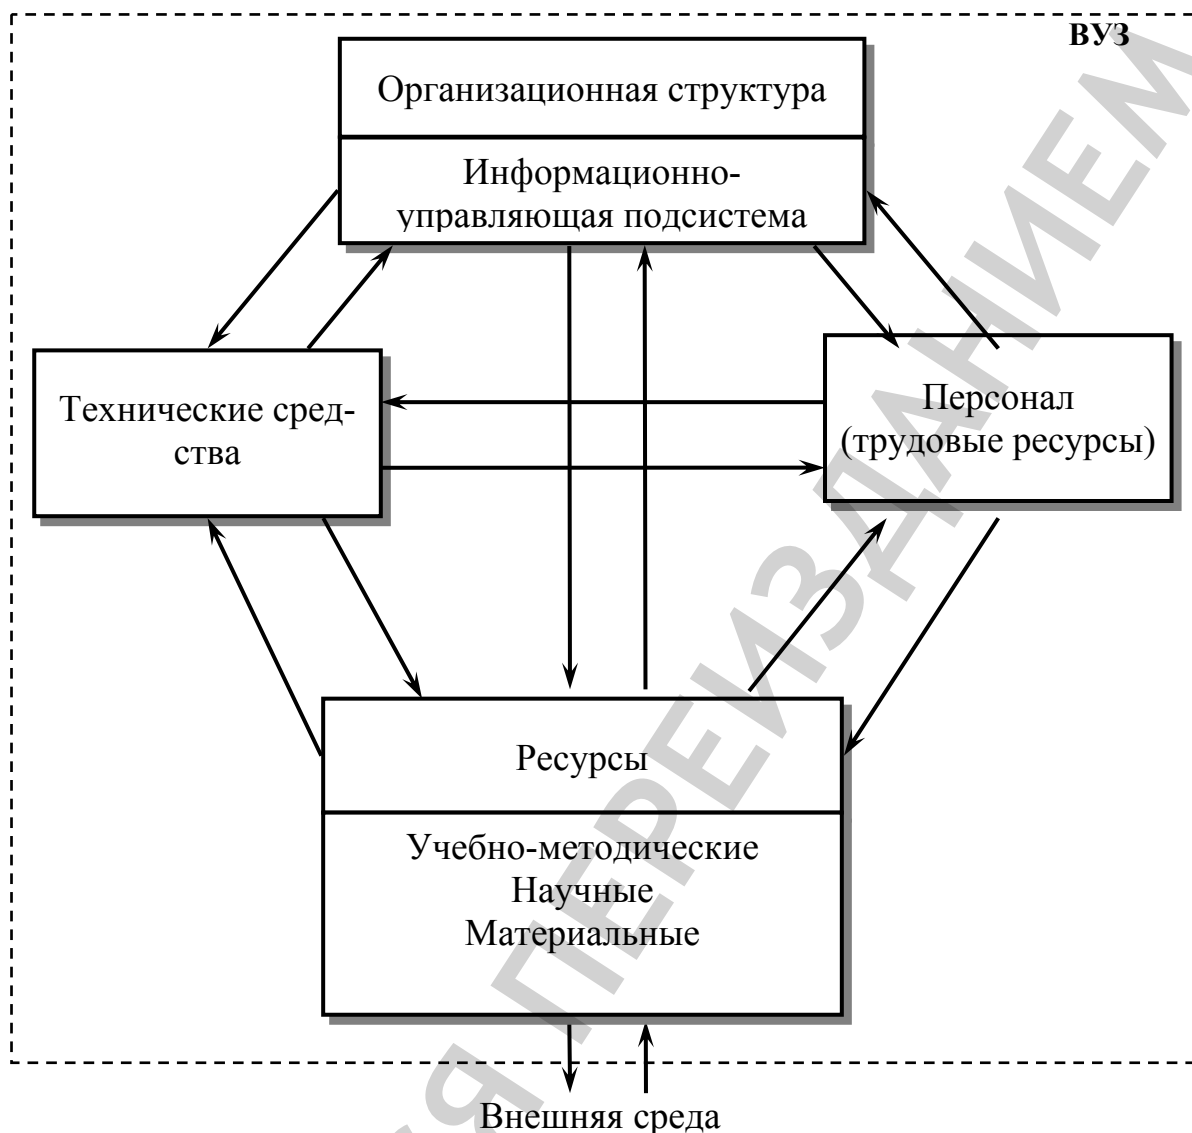 ВУЗ
Организационная структура
Информационно-
управляющая подсистема
Технические сред-
ства
Персонал
(трудовые ресурсы)
Ресурсы
Учебно-методические
Научные
Материальные
Внешняя среда
Я ПЕРЕИЗДАНИЕМ